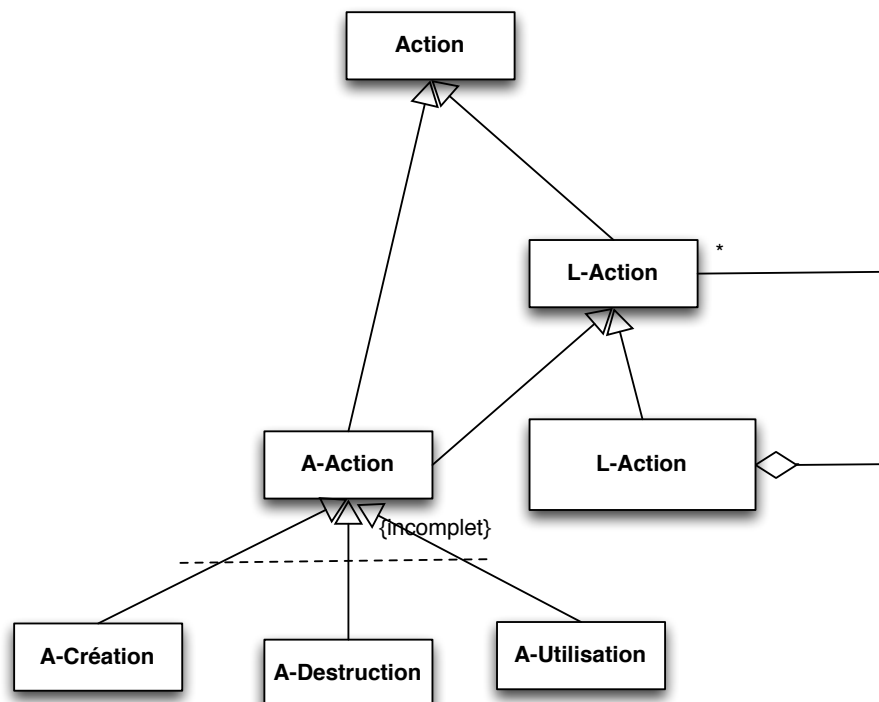 Action
L-Action
*
A-Action
L-Action
{incomplet}
A-Création
A-Destruction
A-Utilisation